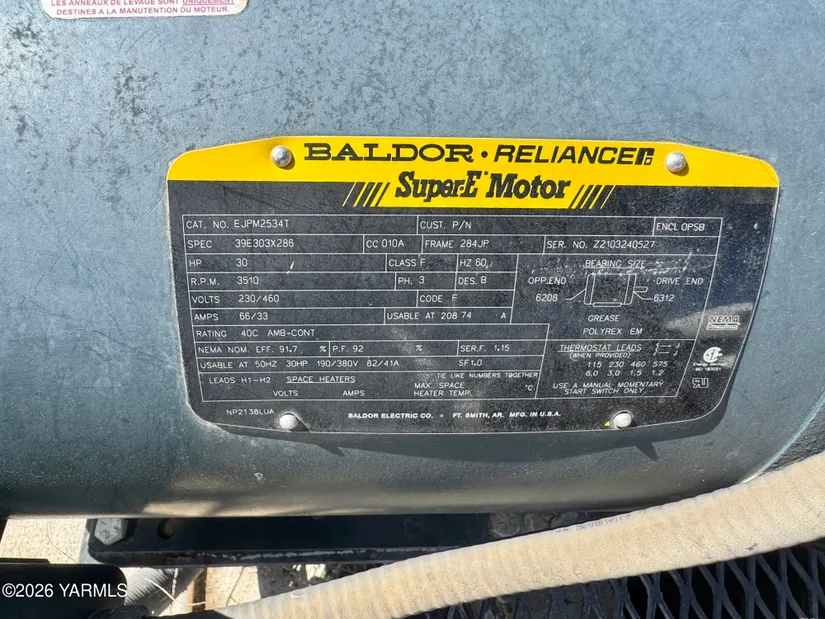 LES ANNEAUX DE LEVAGE SONT UNIQUEMENT
DESTINES A LA MANUTENTION DU MOTEUR.
BALDOR · RELIANCE
Super-E Motor
CAT. NO. EJPM2534T CUST. P/N ENCL OPSB
SPEC 39E303X286 CC 010A FRAME 284JP SER. NO. Z2103240527
HP 30 CLASS F HZ 60 BEARING SIZE
R.P.M. 3510 PH. 3 DES. B OPP.END DRIVE END
VOLTS 230/460 CODE F 6208 6312
AMPS 66/33 USABLE AT 208 74 A GREASE
RATING 40C AMB-CONT POLYREX EM
NEMA NOM. EFF. 91.7 % P.F. 92 % SER.F. 1.15 THERMOSTAT LEADS
(WHEN PROVIDED)
USABLE AT 50HZ 30HP 190/380V 82/41A SF1.0 115 230 460 575
6.0 3.0 1.5 1.2
TIE LIKE NUMBERS TOGETHER
LEADS H1-H2 SPACE HEATERS MAX. SPACE °C USE A MANUAL MOMENTARY
VOLTS AMPS HEATER TEMP. START SWITCH ONLY
NEMA
Premium
NP2138LUA BALDOR ELECTRIC CO. FT. SMITH, AR. MFG. IN U.S.A.
©2026 YARMLS